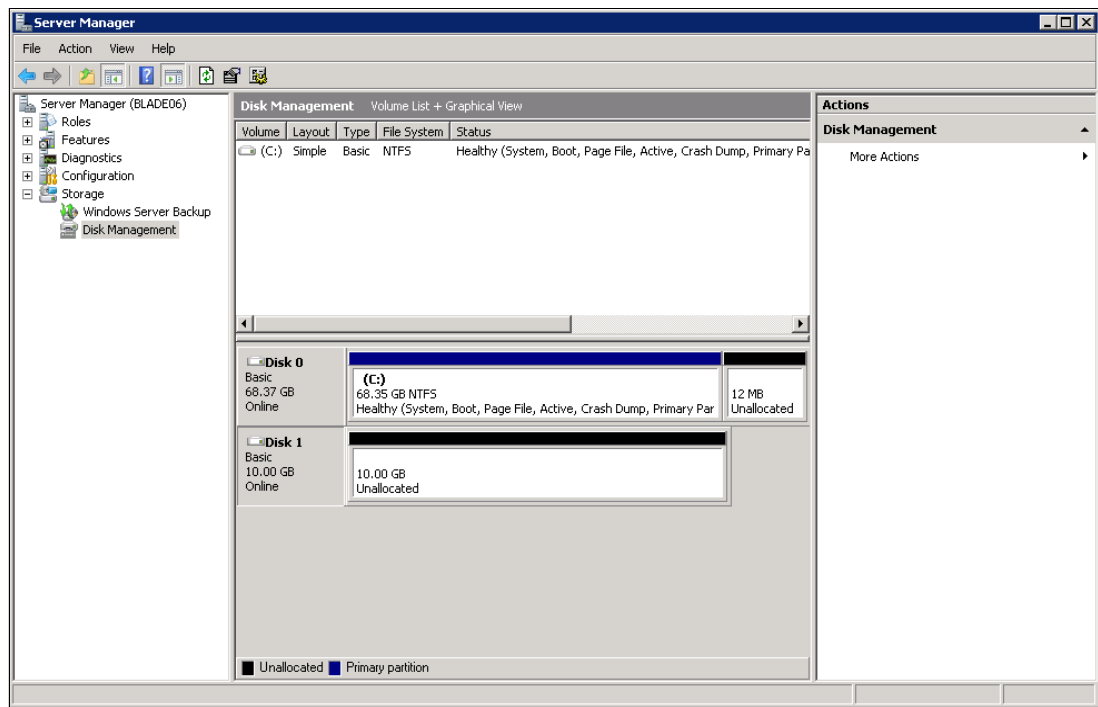 Server Manager
File Action View Help
Server Manager (BLADE06)
Roles
Features
Diagnostics
Configuration
Storage
Windows Server Backup
Disk Management
Disk Management Volume List + Graphical View
Volume Layout Type File System Status
(C:) Simple Basic NTFS Healthy (System, Boot, Page File, Active, Crash Dump, Primary Pa
Disk 0
Basic
68.37 GB
Online
(C:)
68.35 GB NTFS
Healthy (System, Boot, Page File, Active, Crash Dump, Primary Par
12 MB
Unallocated
Disk 1
Basic
10.00 GB
Online
10.00 GB
Unallocated
Unallocated Primary partition
Actions
Disk Management
More Actions